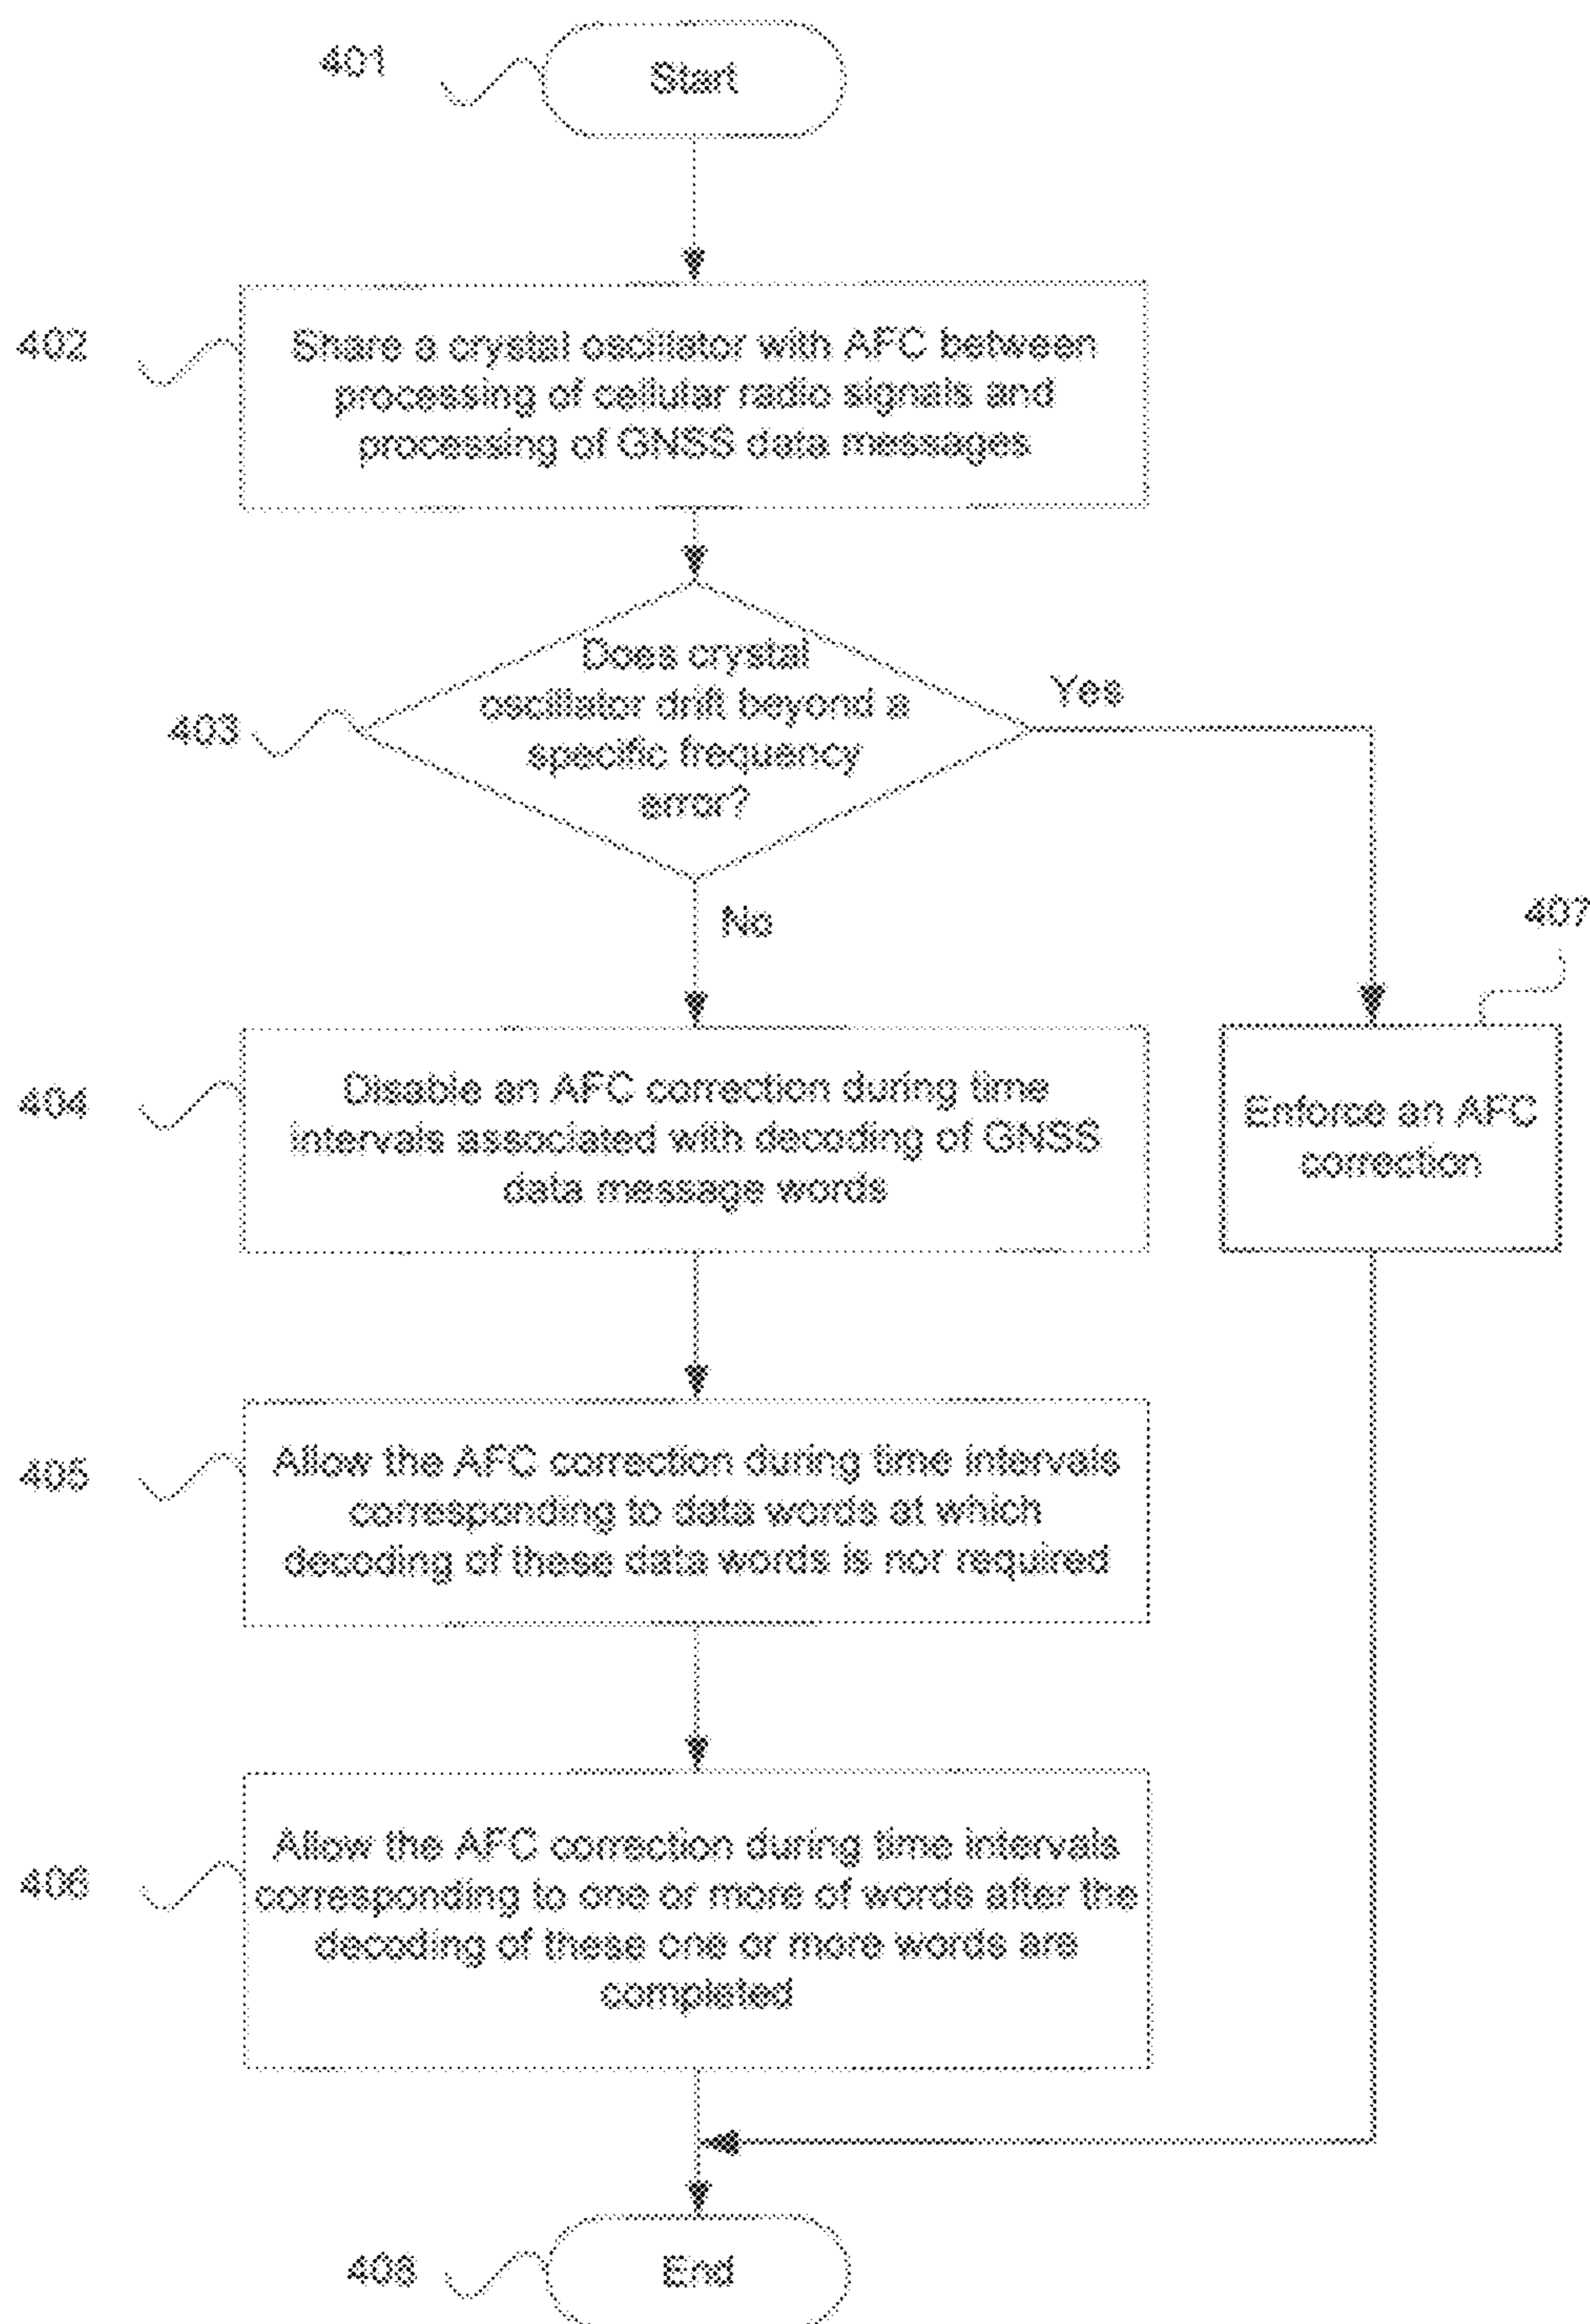 401
Start
402
Share a crystal oscillator with AFC between
processing of cellular radio signals and
processing of GNSS data messages
403
Does crystal
oscillator drift beyond a
specific frequency
error?
Yes
No
407
404
Disable an AFC correction during time
intervals associated with decoding of GNSS
data message words
Enforce an AFC
correction
405
Allow the AFC correction during time intervals
corresponding to data words at which
decoding of these data words is nor required
406
Allow the AFC correction during time intervals
corresponding to one or more of words after the
decoding of these one or more words are
completed
408
End